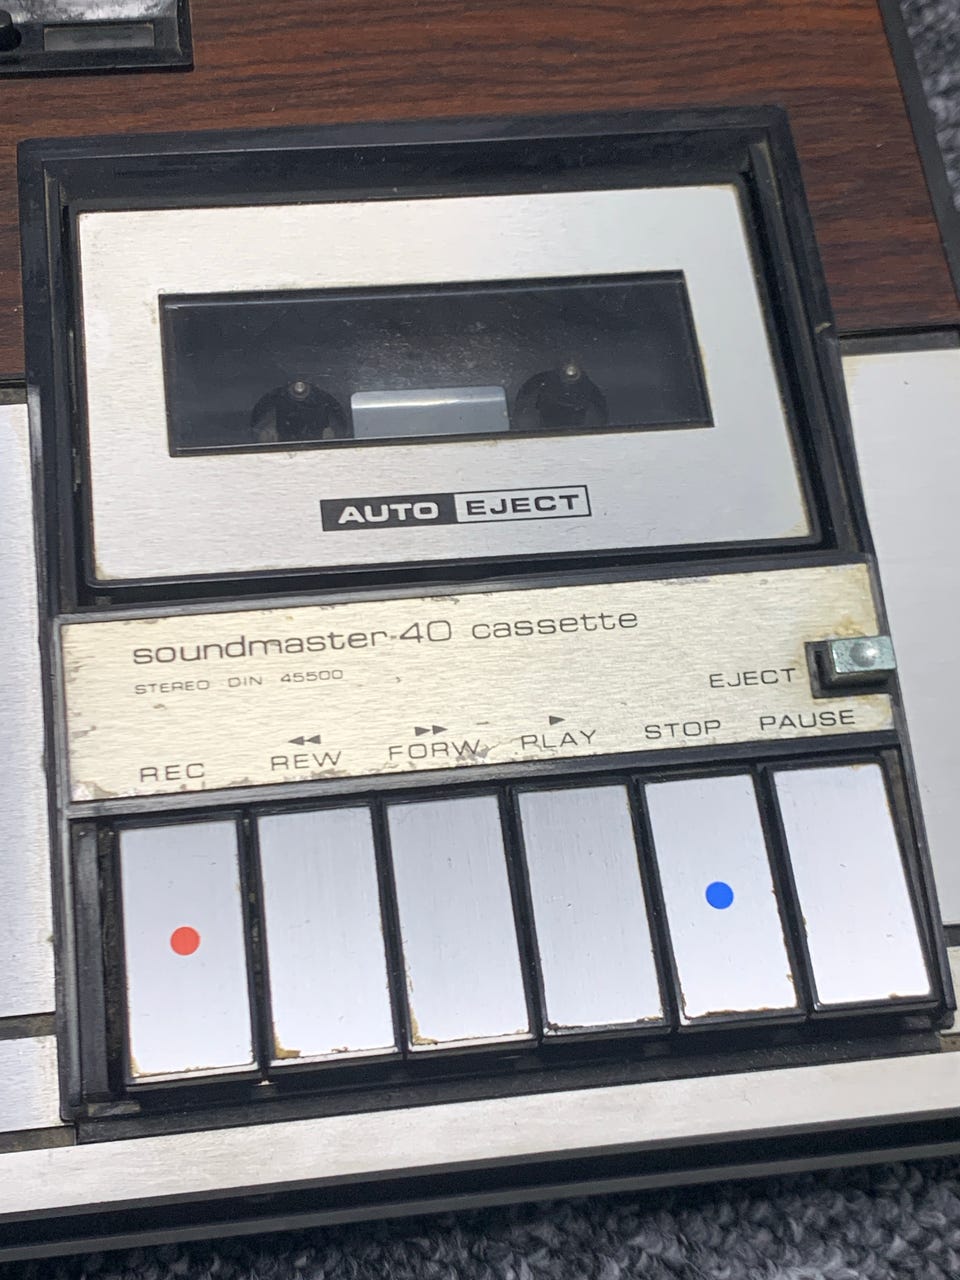 AUTO EJECT
soundmaster-40 cassette
STEREO DIN 45500
EJECT
REC REW FORW PLAY STOP PAUSE